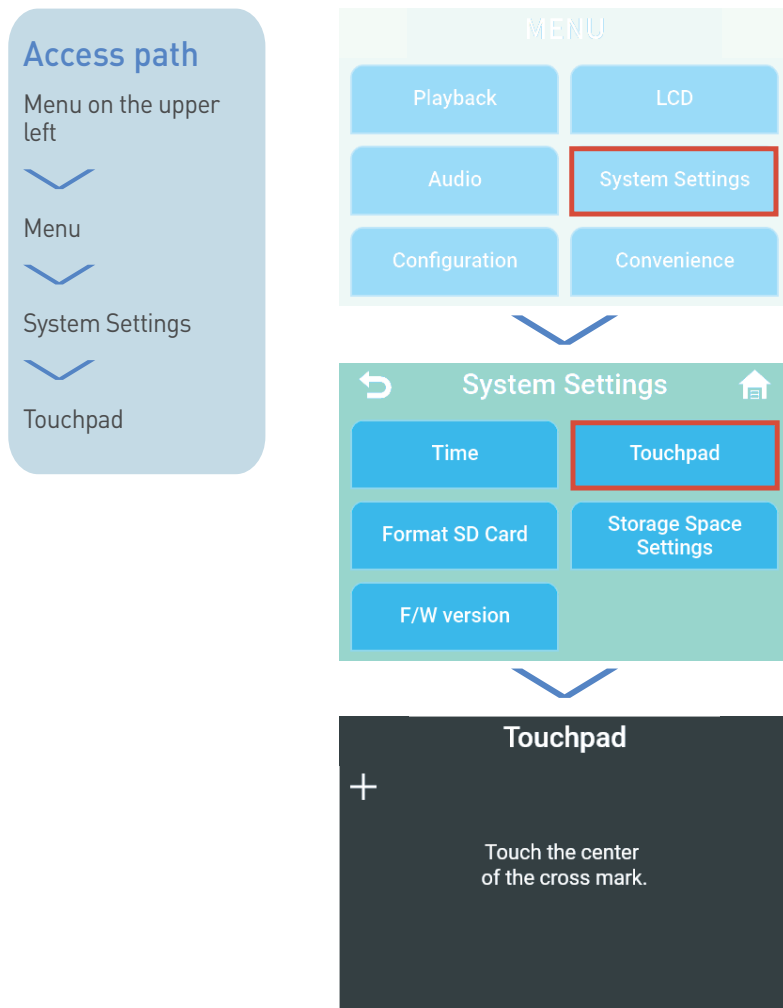 Access path
Menu on the upper
left
Menu
System Settings
Touchpad
MENU
Playback
LCD
Audio
System Settings
Configuration
Convenience
System Settings
Time
Touchpad
Format SD Card
Storage Space
Settings
F/W version
Touchpad
Touch the center
of the cross mark.